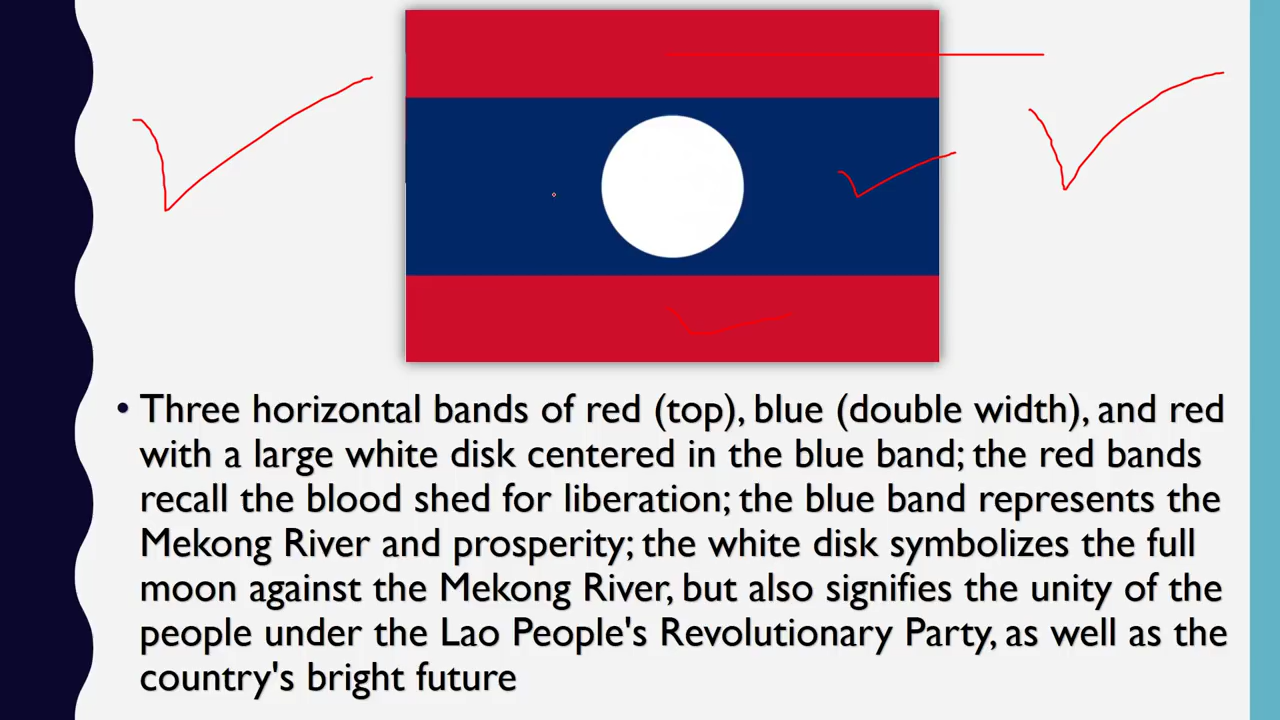 • Three horizontal bands of red (top), blue (double width), and red
with a large white disk centered in the blue band; the red bands
recall the blood shed for liberation; the blue band represents the
Mekong River and prosperity; the white disk symbolizes the full
moon against the Mekong River, but also signifies the unity of the
people under the Lao People's Revolutionary Party, as well as the
country's bright future